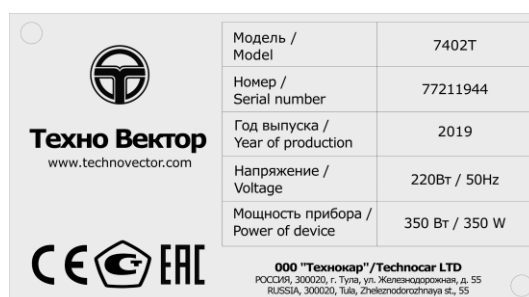 Техно Вектор
www.technovector.com
Модель /
Model
7402T
Номер /
Serial number
77211944
Год выпуска /
Year of production
2019
Напряжение /
Voltage
220Вт / 50Hz
Мощность прибора /
Power of device
350 Вт / 350 W
CE
EAC
ООО "Технокар"/Technocar LTD
РОССИЯ, 300020, г. Тула, ул. Железнодорожная, д. 55
RUSSIA, 300020, Tula, Zheleznodorozhnaya st., 55